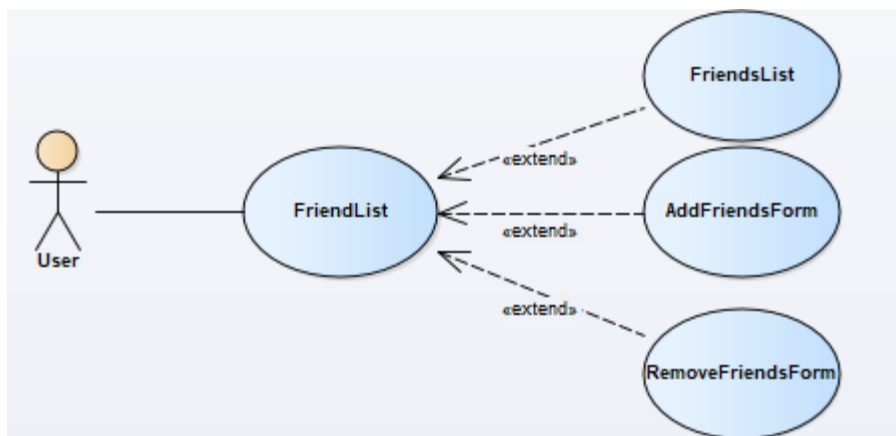 FriendsList
«extend»
FriendList
AddFriendsForm
«extend»
User
«extend»
RemoveFriendsForm